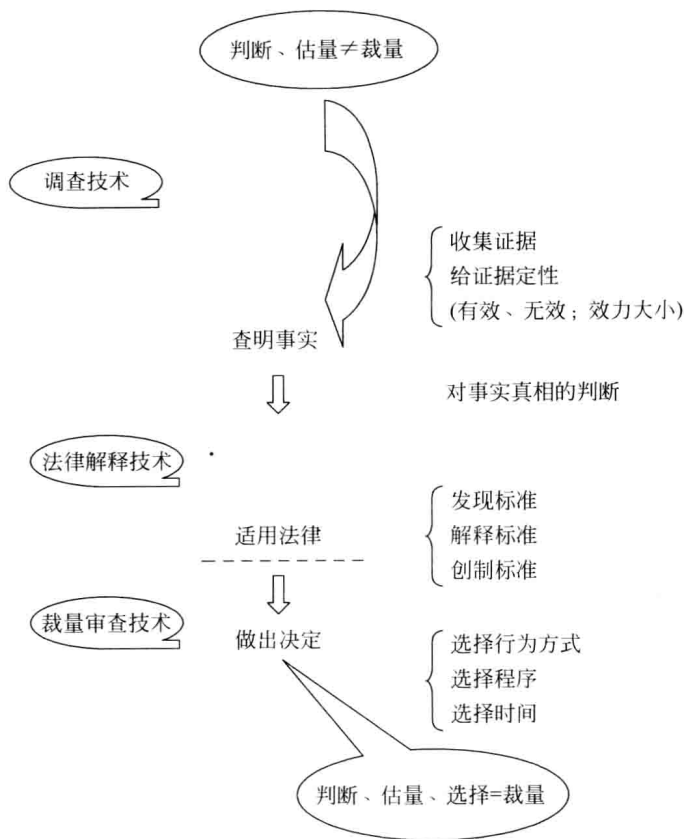 判断、估量≠裁量
调查技术
收集证据
给证据定性
(有效、无效；效力大小)
查明事实
对事实真相的判断
法律解释技术
发现标准
适用法律
解释标准
创制标准
裁量审查技术
做出决定
选择行为方式
选择程序
选择时间
判断、估量、选择=裁量